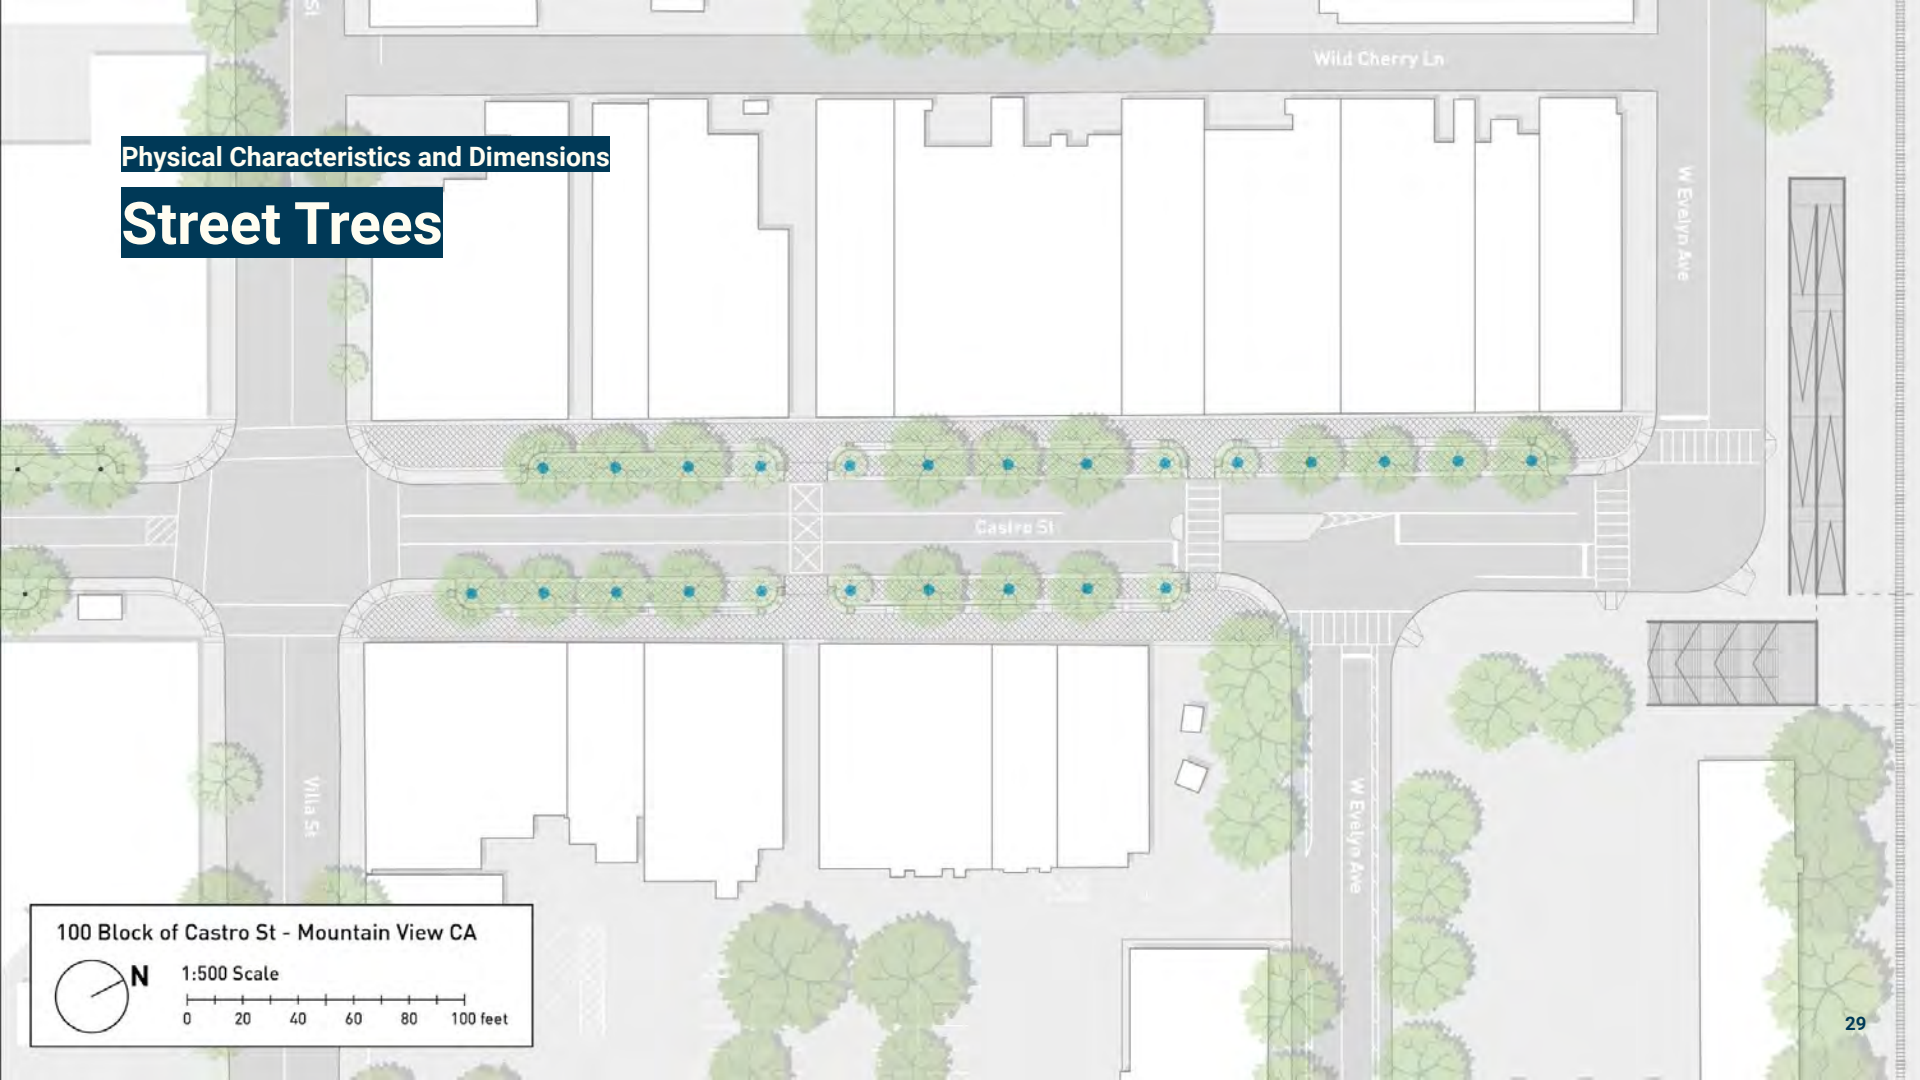 St
Wild Cherry Ln
W Evelyn Ave
Physical Characteristics and Dimensions
Street Trees
Castro St
Villa St
W Evelyn Ave
100 Block of Castro St - Mountain View CA
N
1:500 Scale
0 20 40 60 80 100 feet
29